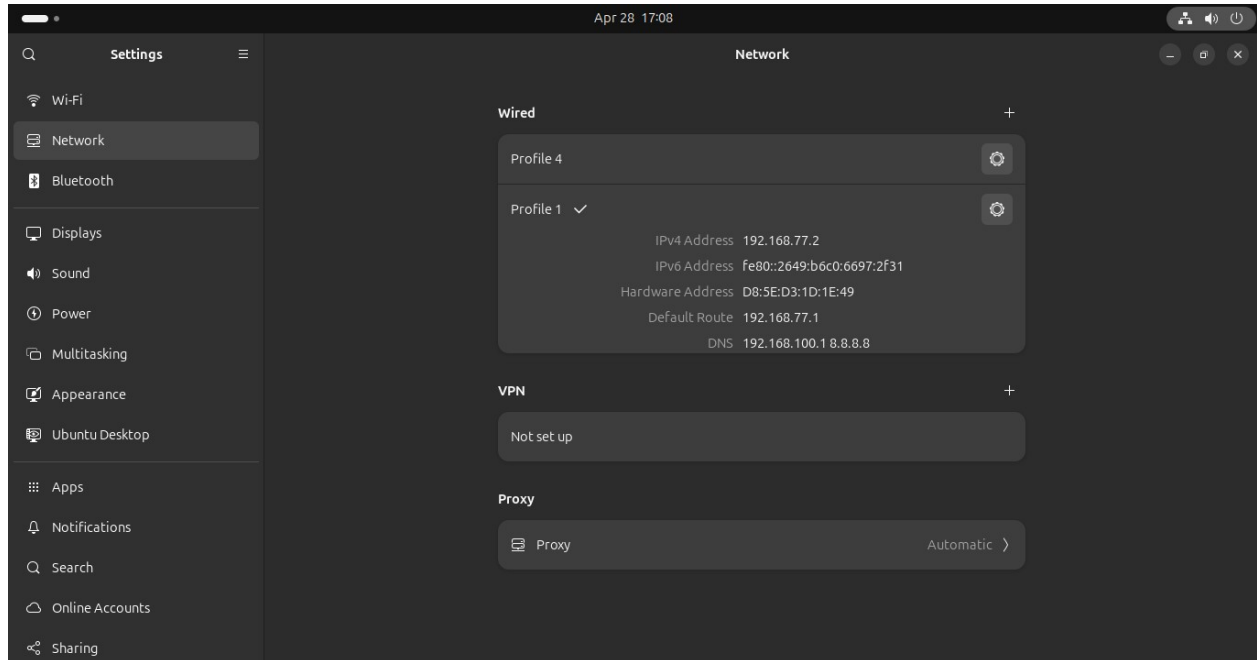 Apr 28 17:08
Settings
Network
Wi-Fi
Network
Bluetooth
Displays
Sound
Power
Multitasking
Appearance
Ubuntu Desktop
Apps
Notifications
Search
Online Accounts
Sharing
Wired
Profile 4
Profile 1
IPv4 Address 192.168.77.2
IPv6 Address fe80::2649:b6c0:6697:2f31
Hardware Address D8:5E:D3:1D:1E:49
Default Route 192.168.77.1
DNS 192.168.100.1 8.8.8.8
VPN
Not set up
Proxy
Proxy Automatic